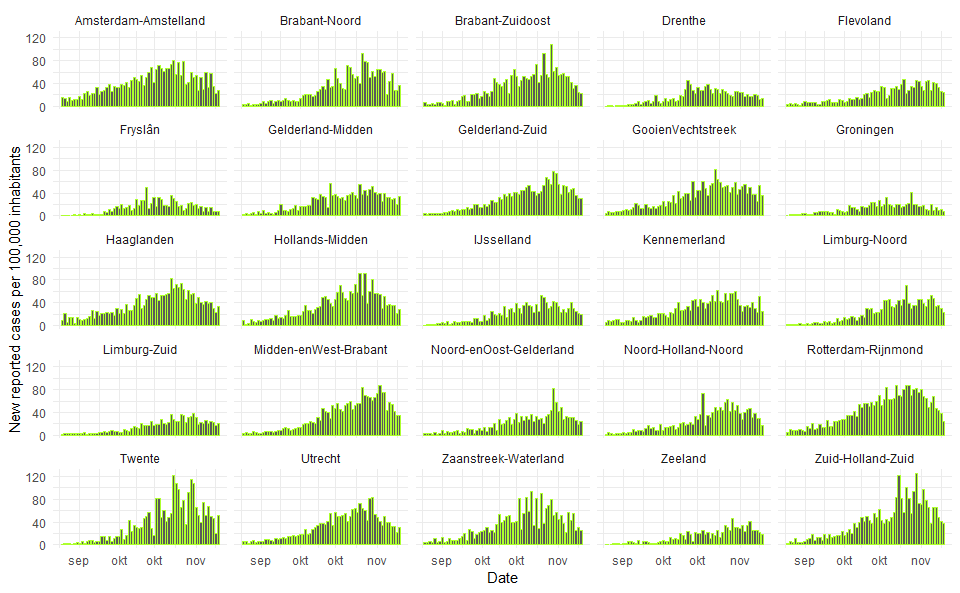 Amsterdam-Amstelland Brabant-Noord Brabant-Zuidoost Drenthe Flevoland
120
80
40
0
Fryslân Gelderland-Midden Gelderland-Zuid GooienVechtstreek Groningen
120
80
40
0
Haaglanden Hollands-Midden IJsselland Kennemerland Limburg-Noord
120
80
40
0
Limburg-Zuid Midden-enWest-Brabant Noord-enOost-Gelderland Noord-Holland-Noord Rotterdam-Rijnmond
120
80
40
0
Twente Utrecht Zaanstreek-Waterland Zeeland Zuid-Holland-Zuid
120
80
40
0
sep okt okt nov sep okt okt nov sep okt okt nov sep okt okt nov sep okt okt nov
Date
New reported cases per 100,000 inhabitants